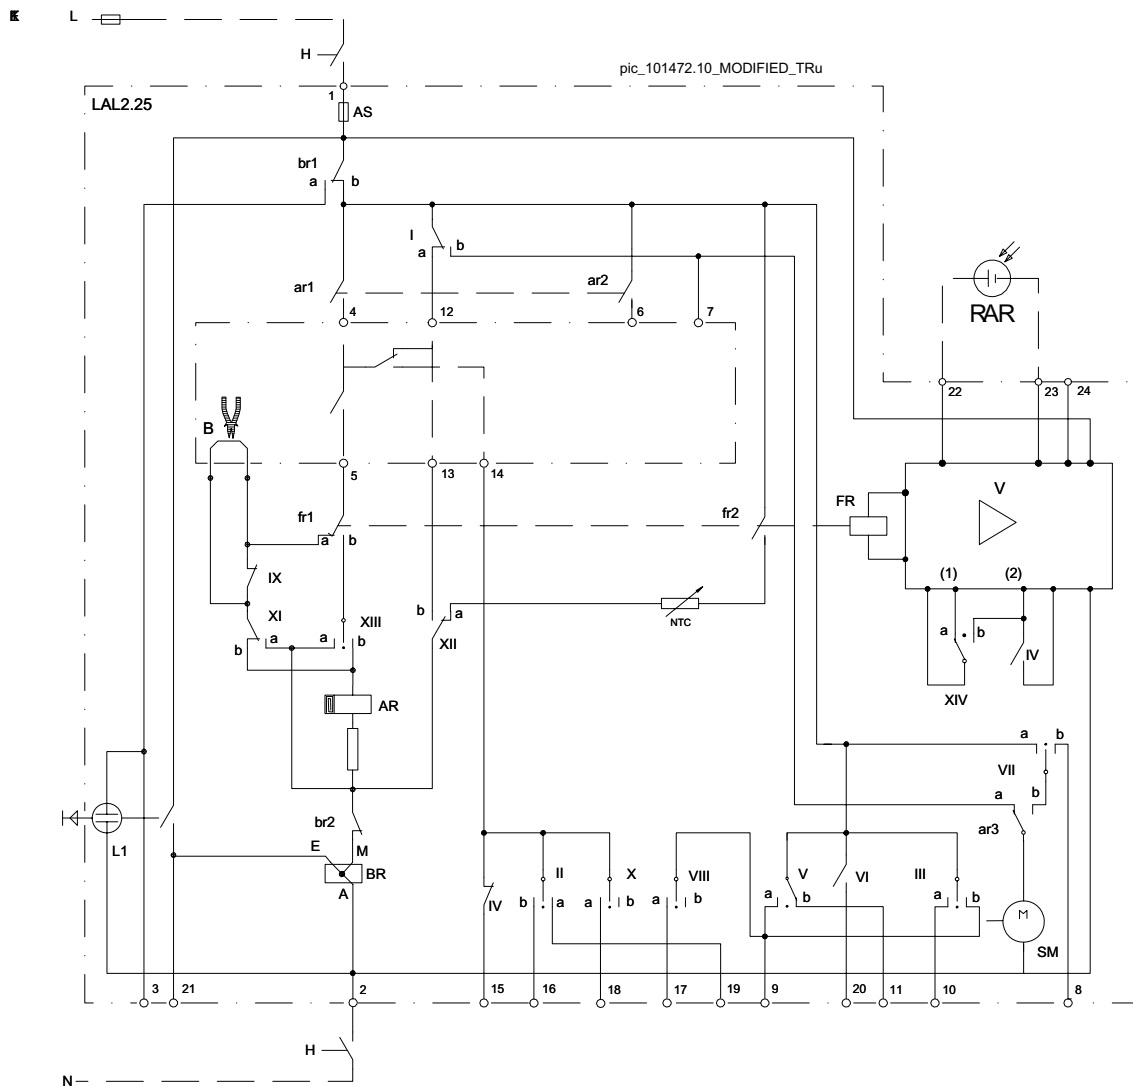 L
H
pic_101472.10_MODIFIED_TRu
1
LAL2.25
AS
br1
a b
I
a b
ar1
ar2
4 12 6 7
RAR
22 23 24
B
5 13 14
V
FR
fr1
fr2
a b
(1) (2)
IX
XI
a
b
XIII
a b
b a
XII
NTC
a b
IV
XIV
AR
a b
VII
a b
ar3
br2
E M
BR
A
L1
II X VIII V VI III
IV
b a
a b
a b
a b
a b
M
SM
3 21 2 15 16 18 17 19 9 20 11 10 8
H
N